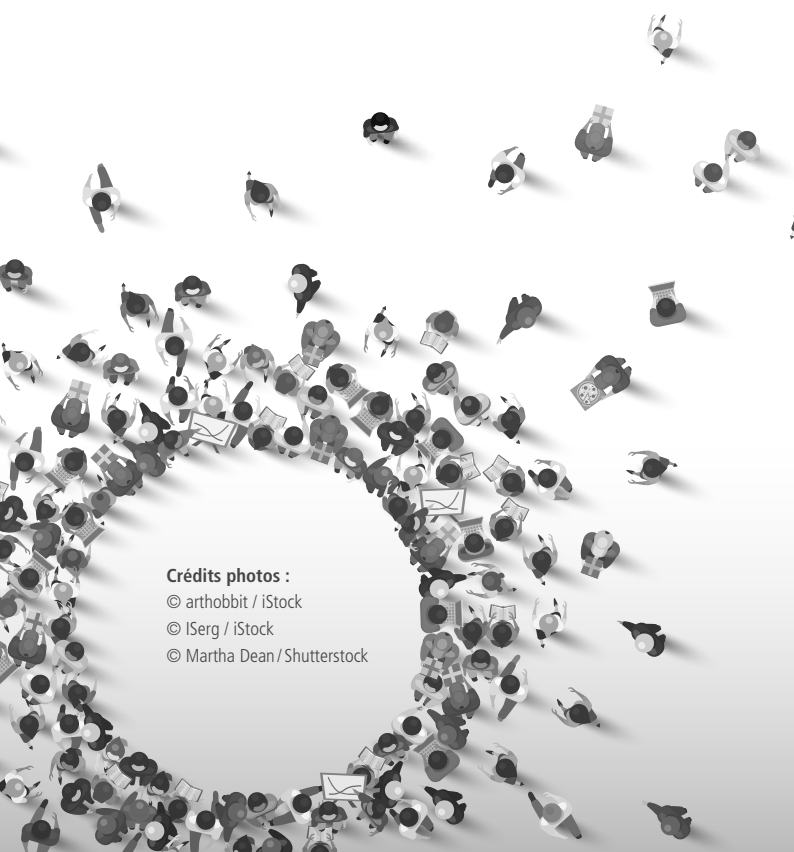 Crédits photos :
© arthobbit / iStock
© ISerg / iStock
© Martha Dean / Shutterstock